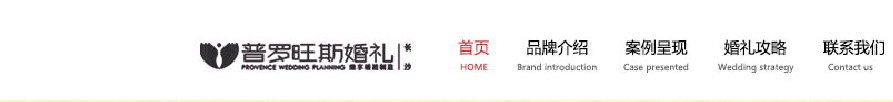 普罗旺斯婚礼
PROVENCE WEDDING PLANNING
长沙
首页 品牌介绍 案例呈现 婚礼攻略 联系我们
HOME Brand introduction Case presented Wedding strategy Contact us